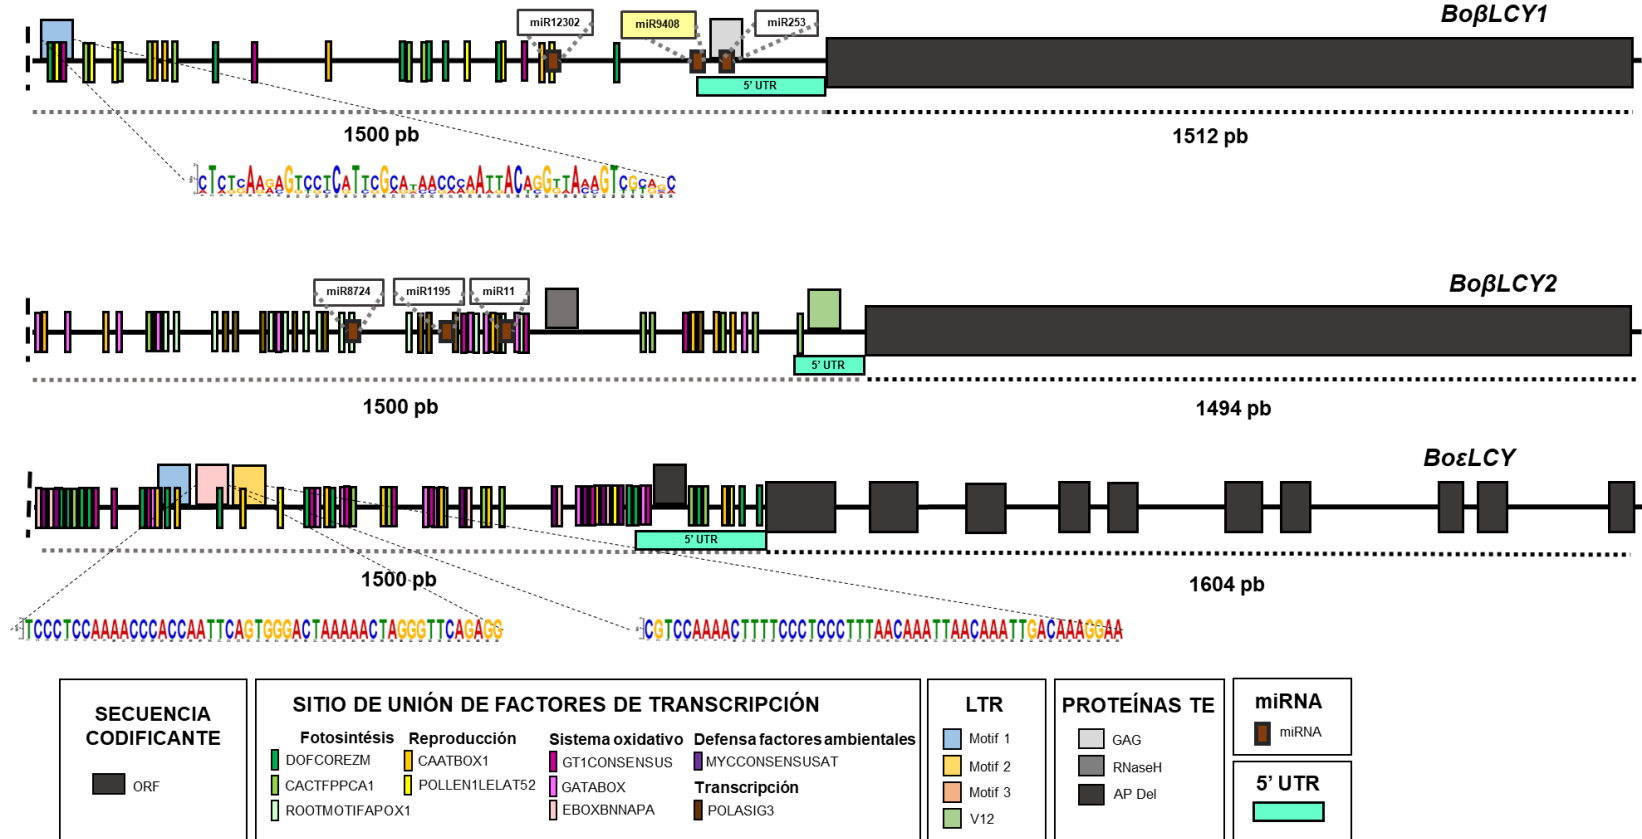 BoβLCY1
miR12302
miR9408
miR253
5' UTR
1500 pb
1512 pb
BoβLCY2
miR8724
miR1195
miR11
5' UTR
1500 pb
1494 pb
BoεLCY
5' UTR
1500 pb
1604 pb
TCCCTCCAAAACCCACCAATTCAGTGGGACTAAAAACTAGGGTTCAGAGG
CGTCCAAAACTTTTCCCTCCCTTTAACAAATTAACAAATTGACAAAGGAA
SECUENCIA
CODIFICANTE
ORF
SITIO DE UNIÓN DE FACTORES DE TRANSCRIPCIÓN
Fotosintésis
DOFCOREZM
CACTFPPCA1
ROOTMOTIFAPOX1
Reproducción
CAATBOX1
POLLEN1LELAT52
Sistema oxidativo
GT1CONSENSUS
GATABOX
EBOXBNNAPA
Defensa factores ambientales
MYCCONSENSUSAT
Transcripción
POLASIG3
LTR
Motif 1
Motif 2
Motif 3
V12
PROTEÍNAS TE
GAG
RNaseH
AP Del
miRNA
miRNA
5' UTR